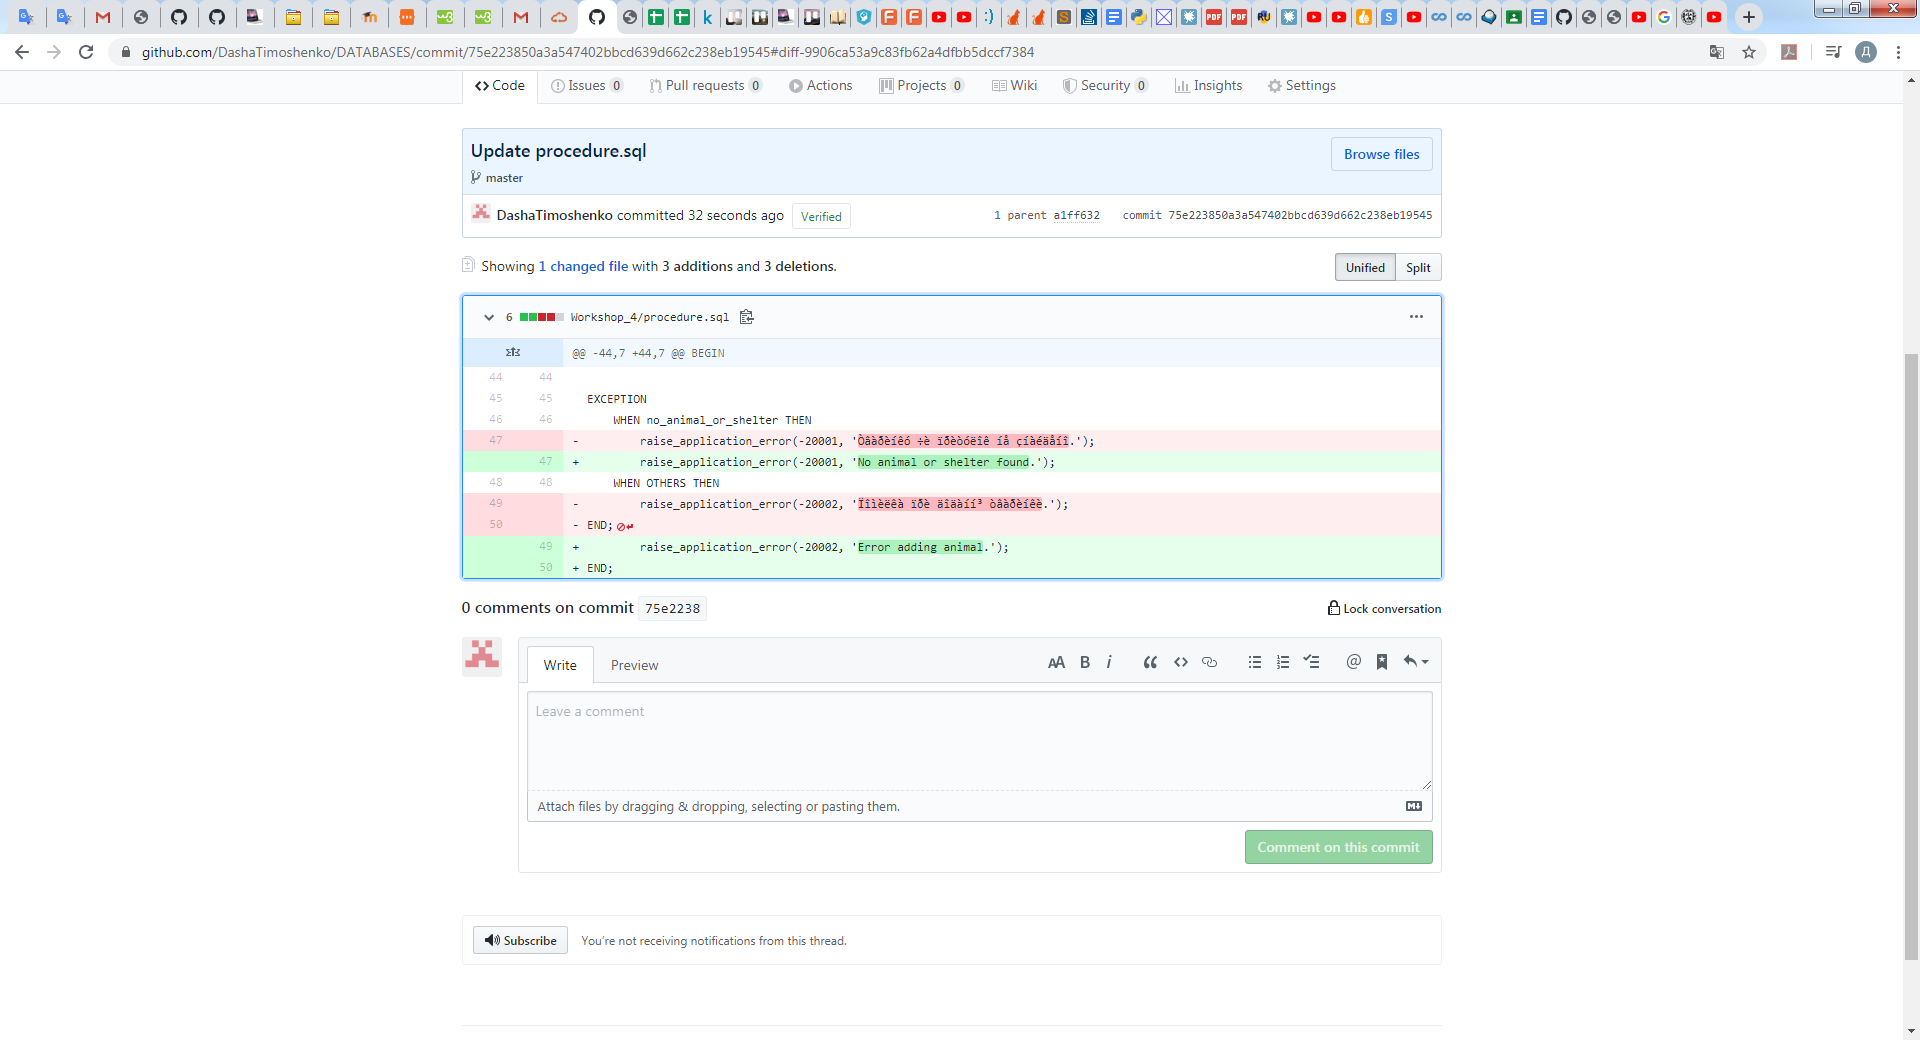 github.com/DashaTimoshenko/DATABASES/commit/75e223850a3a547402bbcd639d662c238eb19545#diff-9906ca53a9c83fb62a4dfbb5dccf7384
Code Issues 0 Pull requests 0 Actions Projects 0 Wiki Security 0 Insights Settings
Update procedure.sql
Browse files
master
DashaTimoshenko committed 32 seconds ago Verified 1 parent a1ff632 commit 75e223850a3a547402bbcd639d662c238eb19545
Showing 1 changed file with 3 additions and 3 deletions. Unified Split
6 Workshop_4/procedure.sql
@@ -44,7 +44,7 @@ BEGIN
44 44
45 45 EXCEPTION
46 46 WHEN no_animal_or_shelter THEN
47 - raise_application_error(-20001, 'Òâàðèíêó ÷è ïðèòóëîê íå çíàéäåíî.');
47 + raise_application_error(-20001, 'No animal or shelter found.');
48 48 WHEN OTHERS THEN
49 - raise_application_error(-20002, 'Ïîìèëêà ïðè äîäàíí³ òâàðèíêè.');
50 - END;
49 + raise_application_error(-20002, 'Error adding animal.');
50 + END;
0 comments on commit 75e2238 Lock conversation
Write Preview
Leave a comment
Attach files by dragging & dropping, selecting or pasting them.
Comment on this commit
Subscribe You're not receiving notifications from this thread.